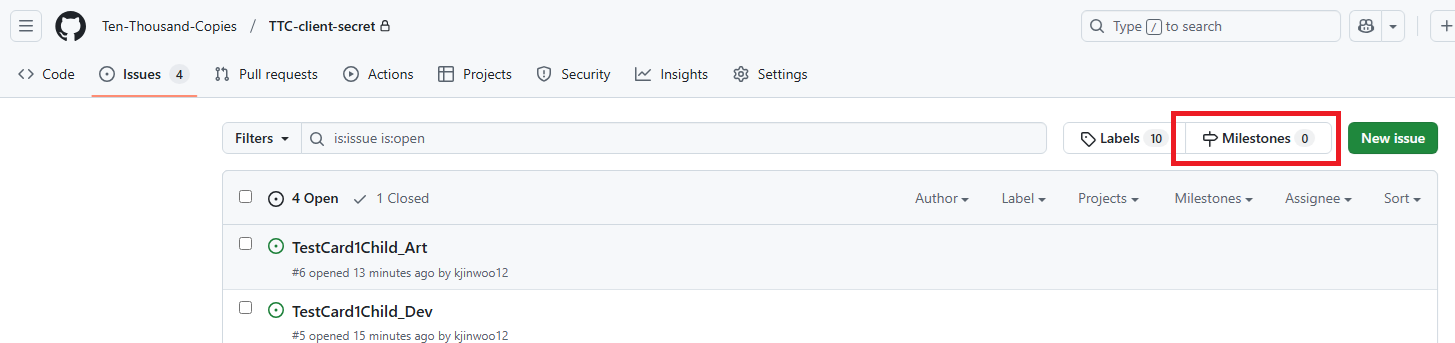 Ten-Thousand-Copies / TTC-client-secret Type / to search
Code Issues 4 Pull requests Actions Projects Security Insights Settings
Filters is:issue is:open Labels 10 Milestones 0 New issue
4 Open 1 Closed Author Label Projects Milestones Assignee Sort
TestCard1Child_Art
#6 opened 13 minutes ago by kjinwoo12
TestCard1Child_Dev
#5 opened 15 minutes ago by kjinwoo12